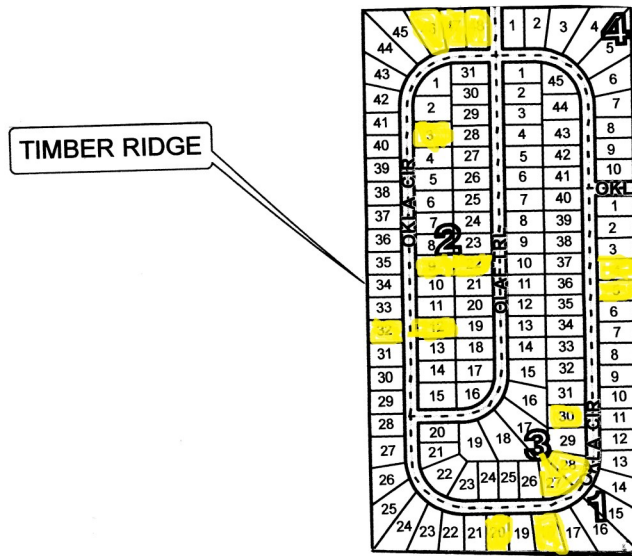 TIMBER RIDGE
45 1 2 3 4
44 5
43 1 31 1 45 6
42 2 30 2 44 7
41 29 3 8
40 3 28 4 43 9
39 4 27 5 42 10
38 5 26 6 41 OKL
37 6 25 7 40 1
36 7 24 8 39 2
35 8 23 9 38 3
34 9 10 37
33 10 21 11 36 5
32 11 20 12 35 6
31 12 19 13 34 7
30 13 18 14 33 8
29 14 17 15 32 9
28 15 16 16 31 10
27 20 19 18 17 30 11
26 21 29 12
25 22 23 24 25 26 27 28 13
24 23 22 21 20 19 17 16 15 14
OKLA CIR
OLAF TRL
OKLA CIR
2
3
4
1